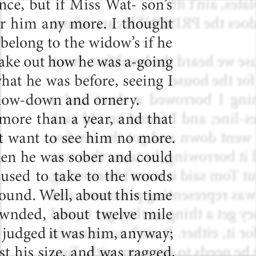 nce, but if Miss Wat- son's
r him any more. I thought
belong to the widow's if he
ake out how he was a-going
hat he was before, seeing I
ow-down and ornery.
more than a year, and that
t want to see him no more.
en he was sober and could
used to take to the woods
ound. Well, about this time
wnded, about twelve mile
judged it was him, anyway;
st his size, and was ragged,